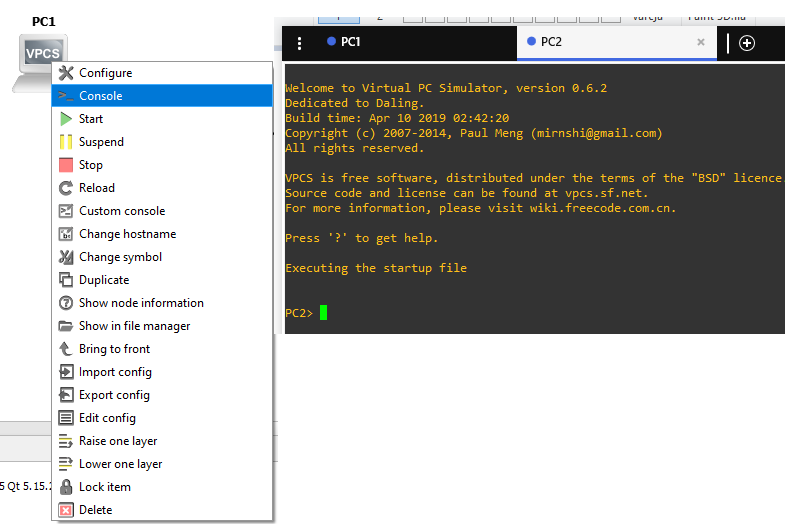 PC1
VPCS
Configure
Console
Start
Suspend
Stop
Reload
Custom console
Change hostname
Change symbol
Duplicate
Show node information
Show in file manager
Bring to front
Import config
Export config
Edit config
Raise one layer
Lower one layer
Lock item
Delete
5 Qt 5.15.2
PC1
PC2
Welcome to Virtual PC Simulator, version 0.6.2
Dedicated to Daling.
Build time: Apr 10 2019 02:42:20
Copyright (c) 2007-2014, Paul Meng (mirnshi@gmail.com)
All rights reserved.
VPCS is free software, distributed under the terms of the "BSD" licence.
Source code and license can be found at vpcs.sf.net.
For more information, please visit wiki.freecode.com.cn.
Press '?' to get help.
Executing the startup file
PC2>